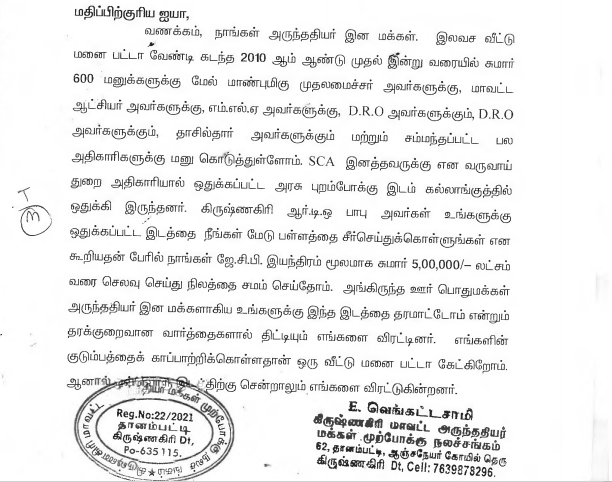 மதிப்பிற்குரிய ஐயா,
வணக்கம், நாங்கள் அருந்ததியர் இன மக்கள். இலவச வீட்டு
மனை பட்டா வேண்டி கடந்த 2010 ஆம் ஆண்டு முதல் இன்று வரையில் சுமார்
600 மனுக்களுக்கு மேல் மாண்புமிகு முதலமைச்சர் அவர்களுக்கு, மாவட்ட
ஆட்சியர் அவர்களுக்கு, எம்.எல்.ஏ அவர்களுக்கு, D.R.O அவர்களுக்கும், D.R.O
அவர்களுக்கும், தாசில்தார் அவர்களுக்கும் மற்றும் சம்மந்தப்பட்ட பல
அதிகாரிகளுக்கு மனு கொடுத்துள்ளோம். SCA இனத்தவருக்கு என வருவாய்
துறை அதிகாரியால் ஒதுக்கப்பட்ட அரசு புறம்போக்கு இடம் கல்லாங்குத்தில்
ஒதுக்கி இருந்தனர். கிருஷ்ணகிரி ஆர்.டி.ஒ பாபு அவர்கள் உங்களுக்கு
ஒதுக்கப்பட்ட இடத்தை நீங்கள் மேடு பள்ளத்தை சீர்செய்துக்கொள்ளுங்கள் என
கூறியதன் பேரில் நாங்கள் ஜே.சி.பி. இயந்திரம் மூலமாக சுமார் 5,00,000/– லட்சம்
வரை செலவு செய்து நிலத்தை சமம் செய்தோம். அங்கிருந்த ஊர் பொதுமக்கள்
அருந்ததியர் இன மக்களாகிய உங்களுக்கு இந்த இடத்தை தரமாட்டோம் என்றும்
தரக்குறைவான வார்த்தைகளால் திட்டியும் எங்களை விரட்டினர். எங்களின்
குடும்பத்தைக் காப்பாற்றிக்கொள்ளதான் ஒரு வீட்டு மனை பட்டா கேட்கிறோம்.
ஆனால் சென்றாலும் எங்களை விரட்டுகின்றனர்.
T
m
மக்கள் முற்போக்கு நலச்
Reg.No:22/2021
தானம்பட்டி
கிருஷ்ணகிரி Dt,
Po-635 115.
E. வெங்கட்டசாமி
கிருஷ்ணகிரி மாவட்ட அருந்ததியர்
மக்கள் முற்போக்கு நலச்சங்கம்
62, தானம்பட்டி, ஆஞ்சநேயர் கோயில் தெரு
கிருஷ்ணகிரி Dt, Cell: 7639878296.